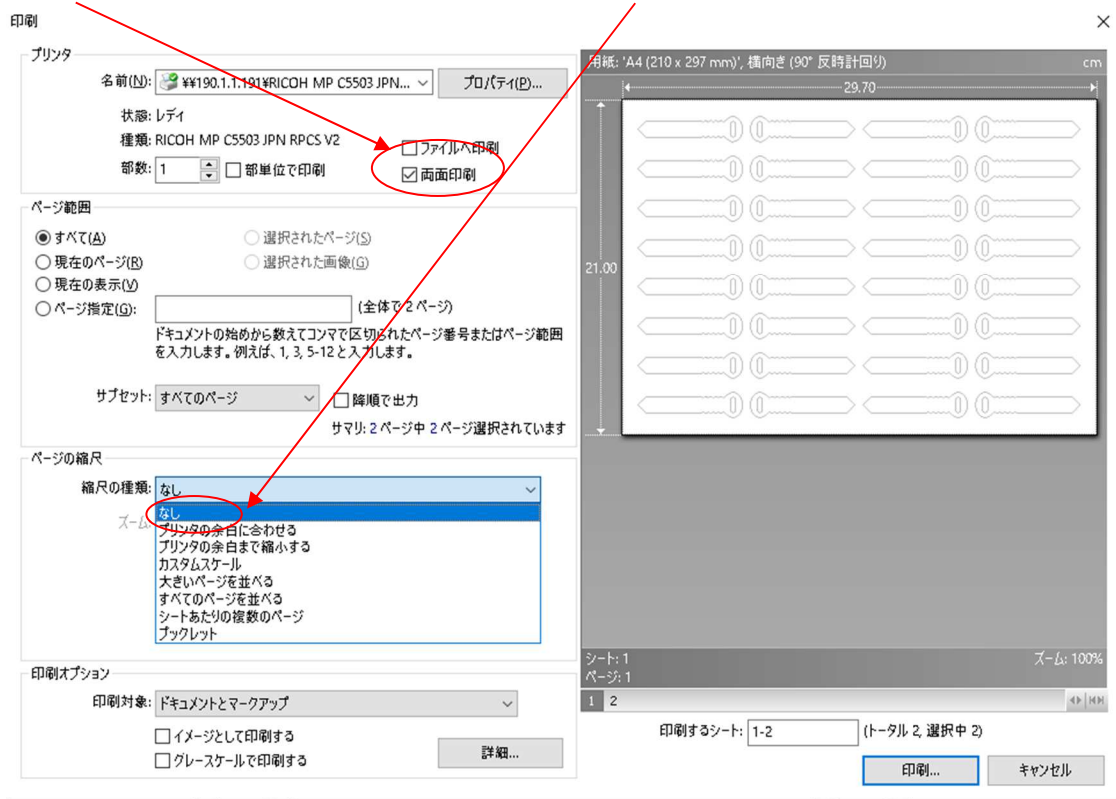 印刷
プリンタ
名前(N): ¥¥190.1.1.191¥RICOH MP C5503 JPN... プロパティ(P)...
状態: レディ
種類: RICOH MP C5503 JPN RPCS V2
ファイルへ印刷
部数: 1 部単位で印刷
両面印刷
ページ範囲
すべて(A) 選択されたページ(S)
現在のページ(R) 選択された画像(G)
現在の表示(V)
ページ指定(G): (全体で 2 ページ)
ドキュメントの始めから数えてコンマで区切られたページ番号またはページ範囲
を入力します。例えば、1, 3, 5-12 と入力します。
サブセット: すべてのページ 降順で出力
サマリ: 2 ページ中 2 ページ選択されています
ページの縮尺
縮尺の種類: なし
ズーム:
なし
プリンタの余白に合わせる
プリンタの余白まで縮小する
カスタムスケール
大きいページを並べる
すべてのページを並べる
シートあたりの複数のページ
ブックレット
印刷オプション
印刷対象: ドキュメントとマークアップ
イメージとして印刷する
グレースケールで印刷する
詳細...
用紙: 'A4 (210 x 297 mm)', 横向き (90° 反時計回り) cm
29.70
21.00
シート: 1 ズーム: 100%
ページ: 1
1 2
印刷するシート: 1-2 (トータル 2, 選択中 2)
印刷... キャンセル